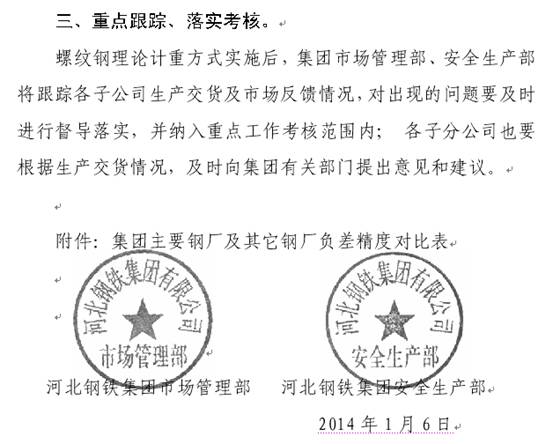 三、重点跟踪、落实考核。
螺纹钢理论计重方式实施后，集团市场管理部、安全生产部
将跟踪各子公司生产交货及市场反馈情况，对出现的问题要及时
进行督导落实，并纳入重点工作考核范围内； 各子分公司也要
根据生产交货情况，及时向集团有关部门提出意见和建议。
附件：集团主要钢厂及其它钢厂负差精度对比表
河北钢铁集团有限公司
市场管理部
河北钢铁集团有限公司
安全生产部
河北钢铁集团市场管理部 河北钢铁集团安全生产部
2014年1月6日